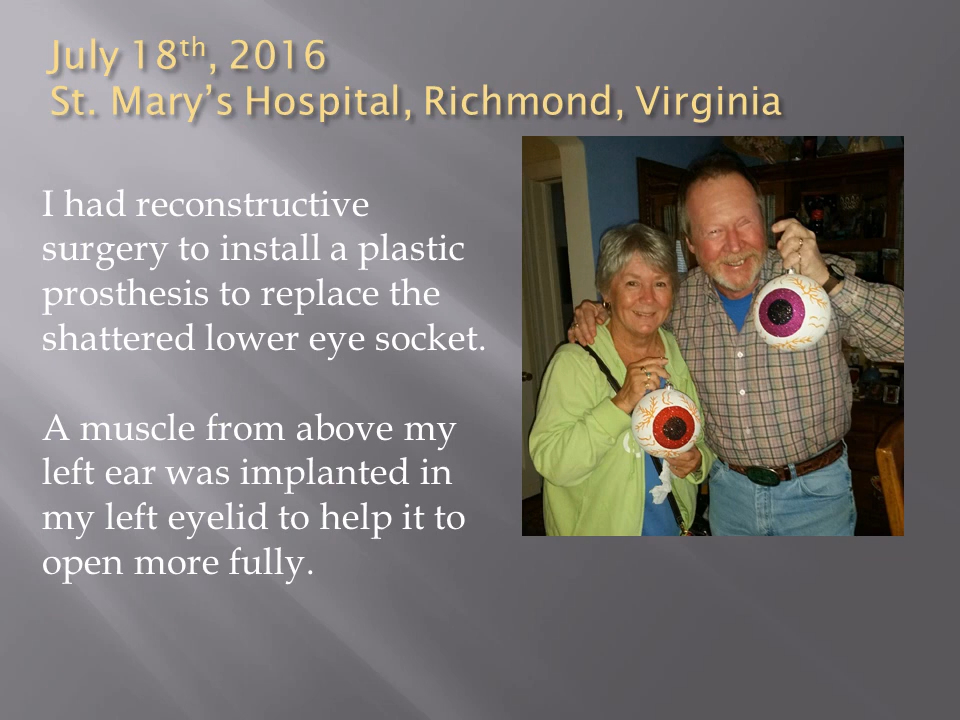 July 18th, 2016
St. Mary’s Hospital, Richmond, Virginia
I had reconstructive
surgery to install a plastic
prosthesis to replace the
shattered lower eye socket.
A muscle from above my
left ear was implanted in
my left eyelid to help it to
open more fully.